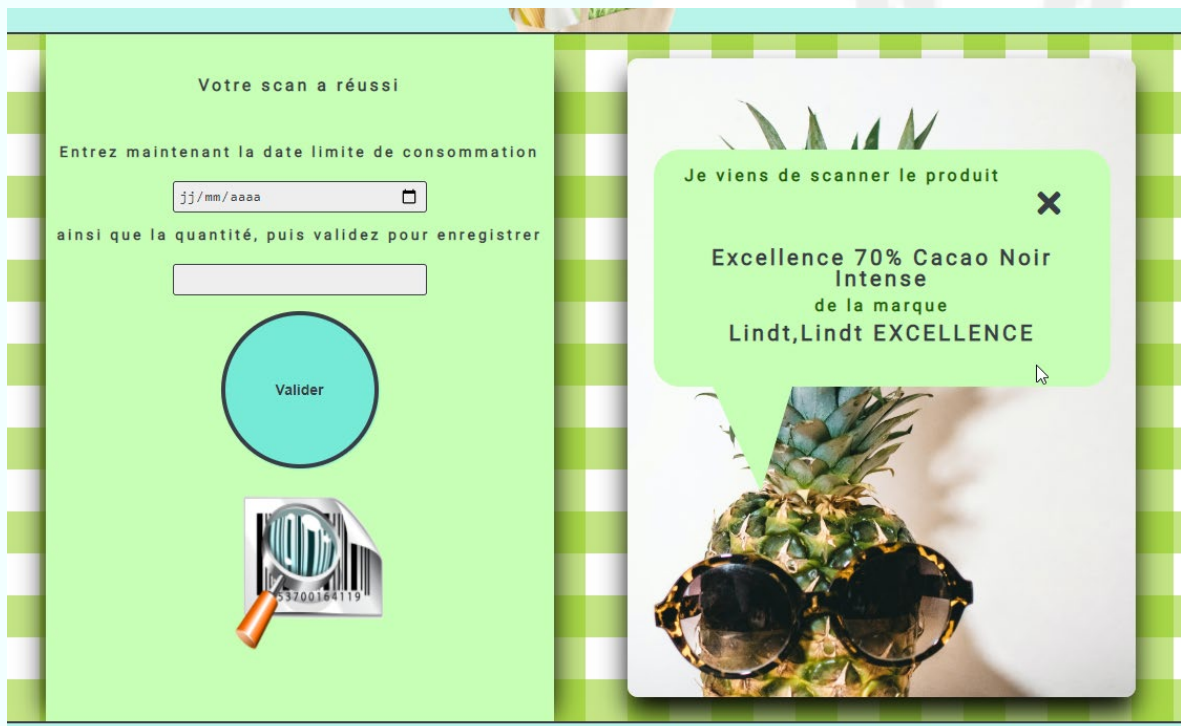 Votre scan a réussi
Entrez maintenant la date limite de consommation
jj/mm/aaaa
ainsi que la quantité, puis validez pour enregistrer
Valider
53700164119
Je viens de scanner le produit
Excellence 70% Cacao Noir
Intense
de la marque
Lindt,Lindt EXCELLENCE